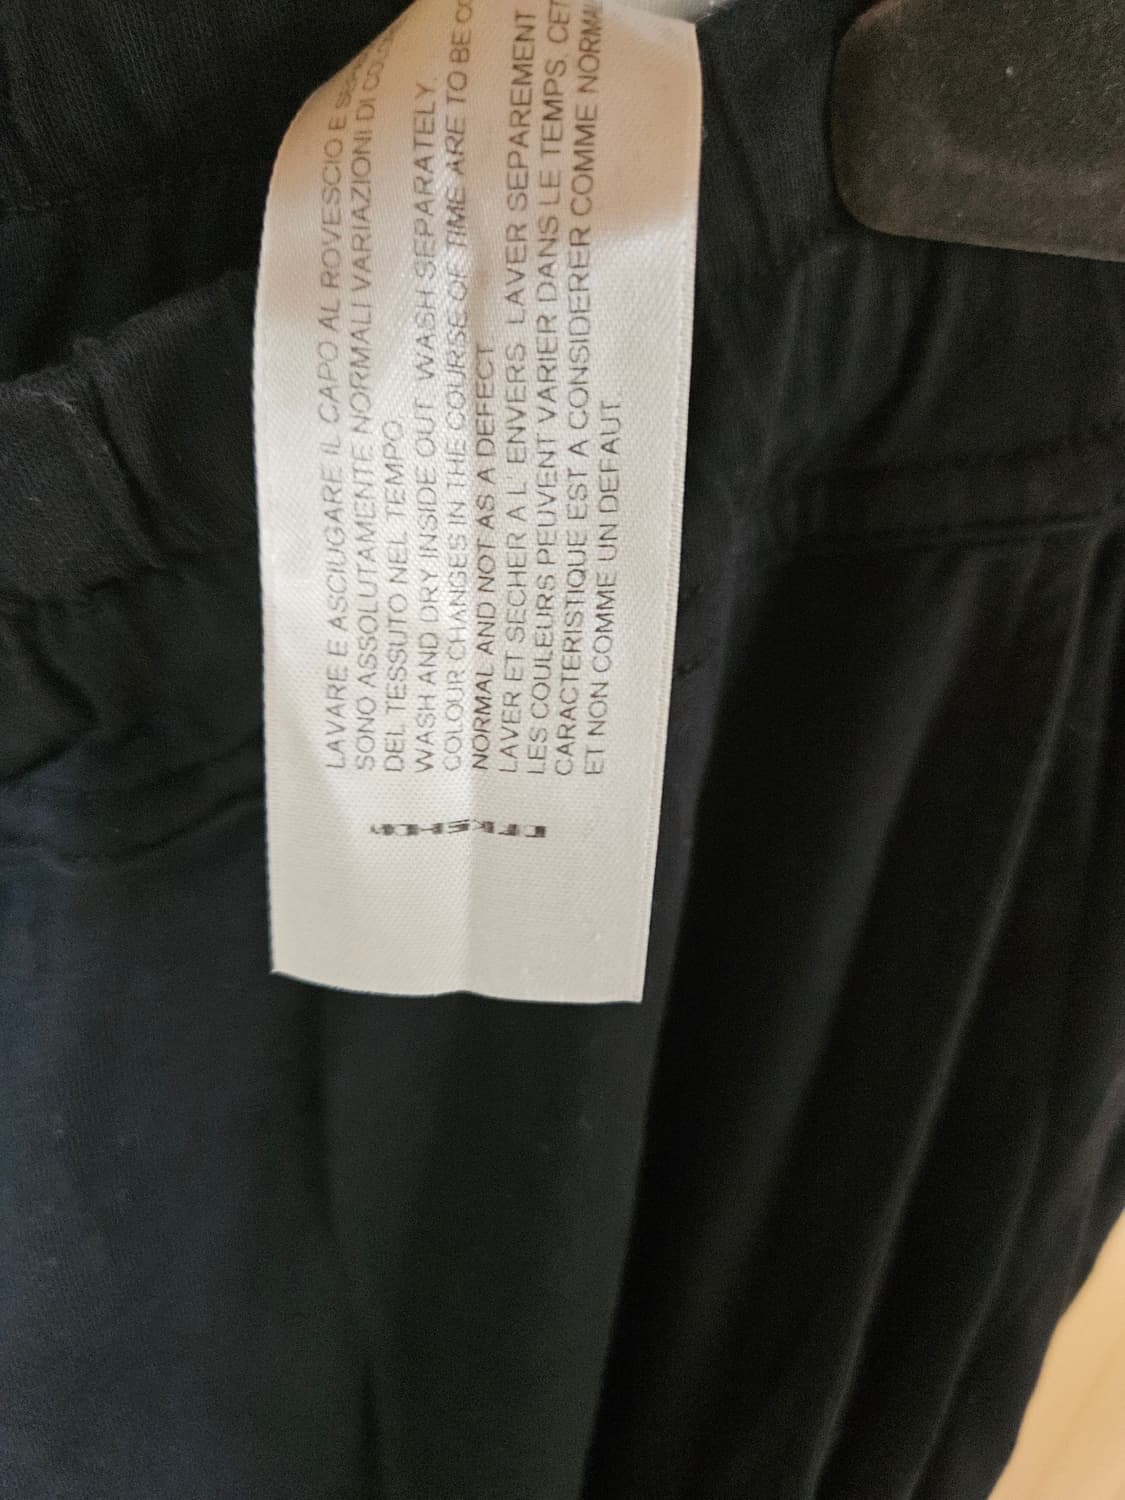 LAVARE E ASCIUGARE IL CAPO AL ROVESCIO E
SONO ASSOLUTAMENTE NORMALI VARIAZIONI DI
DEL TESSUTO NEL TEMPO.
WASH AND DRY INSIDE OUT WASH SEPARATELY.
COLOUR CHANGES IN THE COURSE OF TIME ARE TO BE
NORMAL AND NOT AS A DEFECT
LAVER ET SECHER A L' ENVERS. LAVER SEPAREMENT
LES COULEURS PEUVENT VARIER DANS LE TEMPS.
CARACTERISTIQUE EST A CONSIDERER COMME
ET NON COMME UN DEFAUT.